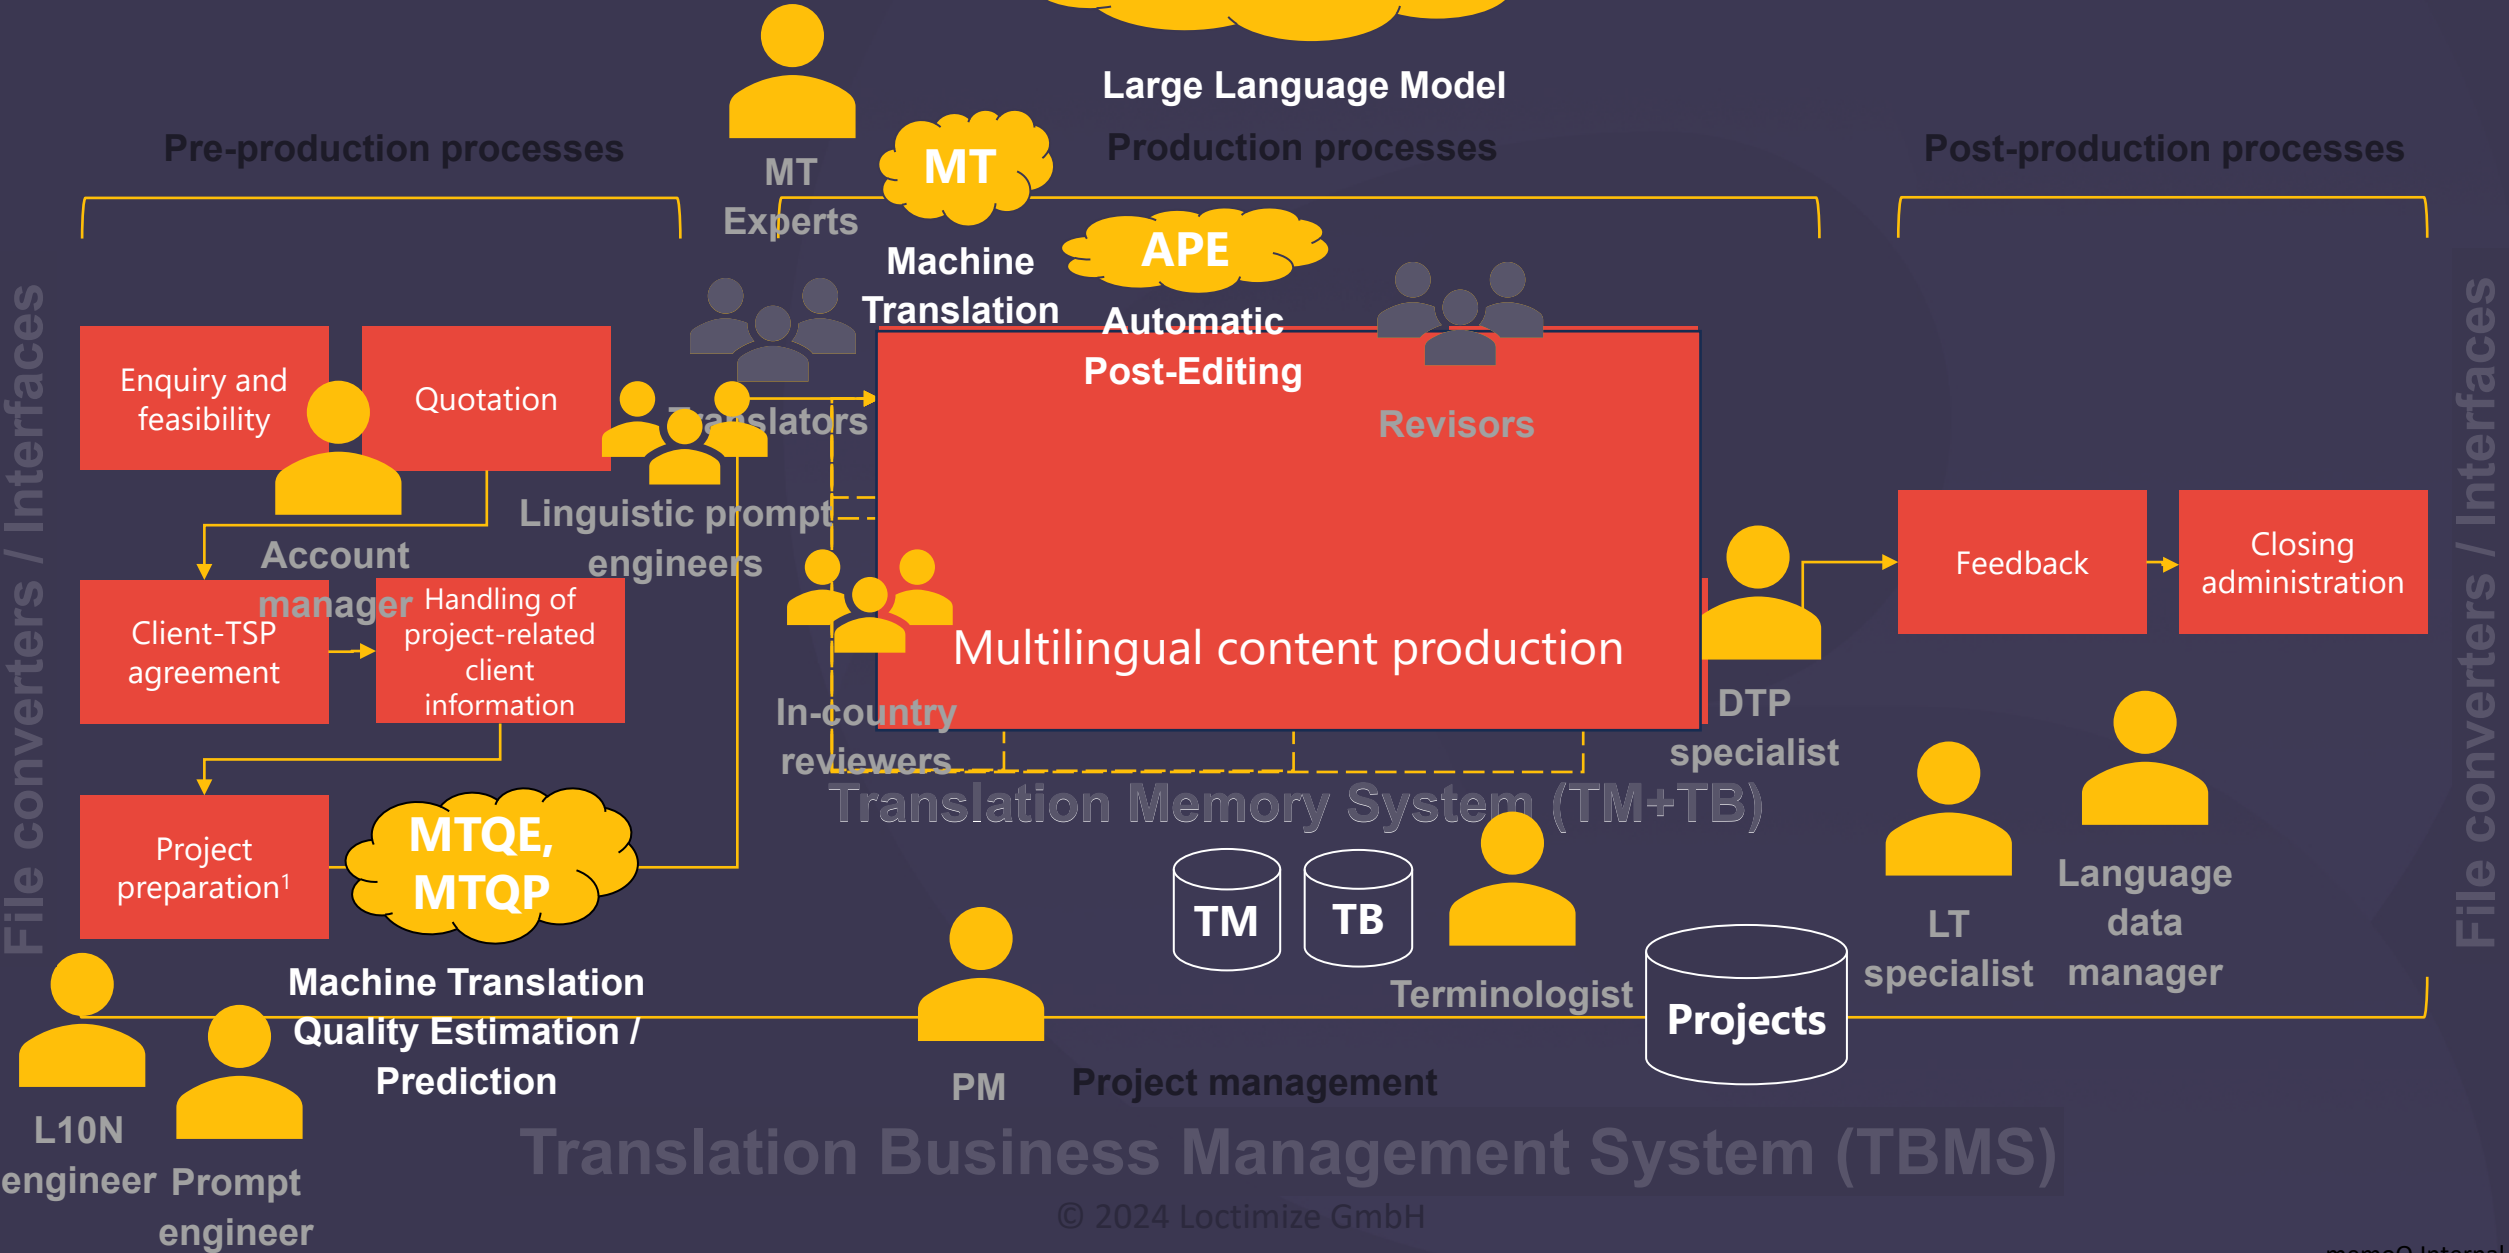 Large Language Model
Pre-production processes
MT
Experts
MT
Production processes
Post-production processes
Machine
Translation
APE
Automatic
Post-Editing
File converters / Interfaces
File converters / Interfaces
Enquiry and
feasibility
Quotation
Translators
Revisors
Linguistic prompt
engineers
Account
manager
Client-TSP
agreement
Handling of
project-related
client
information
Multilingual content production
In-country
reviewers
DTP
specialist
Feedback
Closing
administration
Translation Memory System (TM+TB)
Project
preparation1
MTQE,
MTQP
Machine Translation
Quality Estimation /
Prediction
TM
TB
Terminologist
Projects
LT
specialist
Language
data
manager
L10N
engineer
Prompt
engineer
PM
Project management
Translation Business Management System (TBMS)
© 2024 Loctimize GmbH